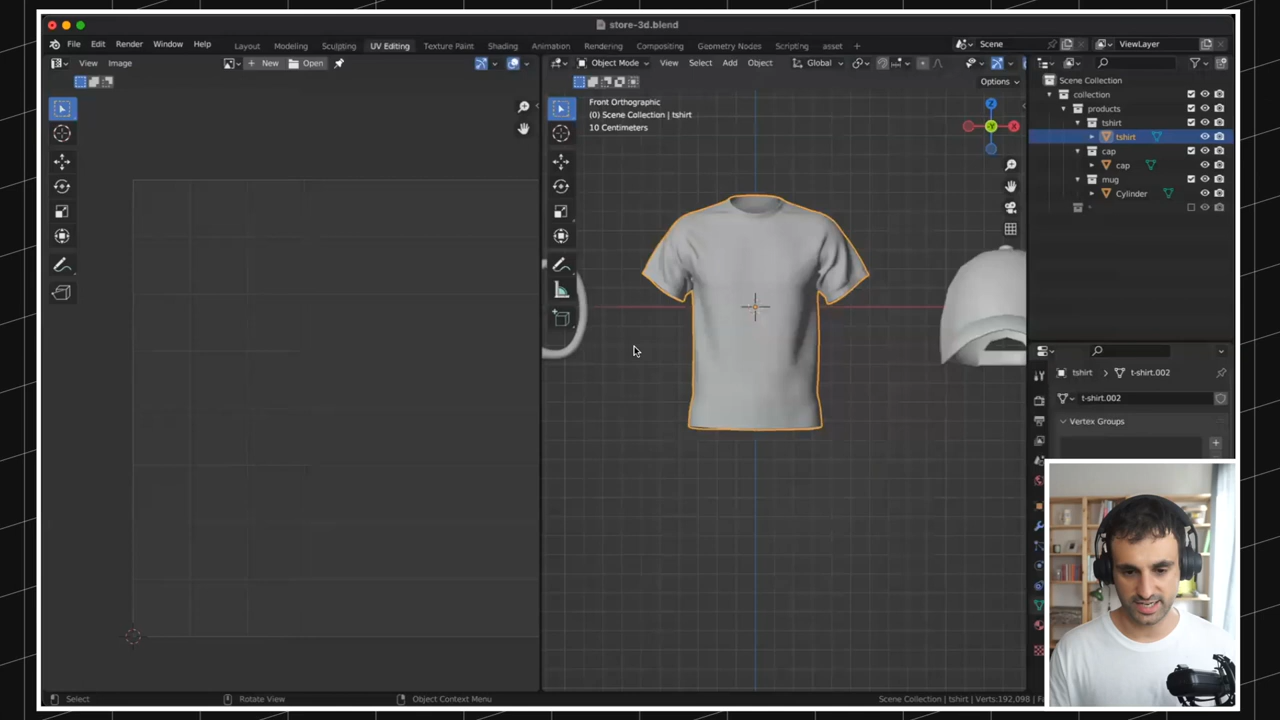 store-3d.blend
File Edit Render Window Help Layout Modeling Sculpting UV Editing Texture Paint Shading Animation Rendering Compositing Geometry Nodes Scripting asset + Scene ViewLayer
View Image New Open Object Mode View Select Add Object Global
Options
Front Orthographic
(0) Scene Collection | tshirt
10 Centimeters
Z
Y
X
Scene Collection
collection
products
tshirt
tshirt
cap
cap
mug
Cylinder
tshirt > t-shirt.002
t-shirt.002
Vertex Groups
Select Rotate View Object Context Menu Scene Collection | tshirt | Verts:192,098 | F